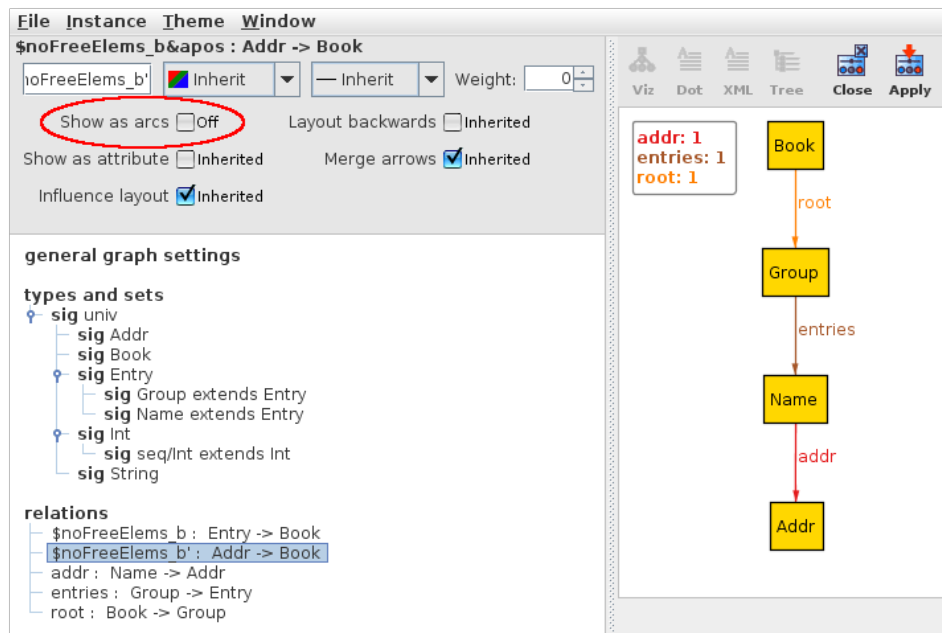 File Instance Theme Window
$noFreeElems_b&apos : Addr -> Book
noFreeElems_b' Inherit Inherit Weight: 0
Show as arcs Off Layout backwards Inherited
Show as attribute Inherited Merge arrows Inherited
Influence layout Inherited
general graph settings
types and sets
sig univ
sig Addr
sig Book
sig Entry
sig Group extends Entry
sig Name extends Entry
sig Int
sig seq/Int extends Int
sig String
relations
$noFreeElems_b : Entry -> Book
$noFreeElems_b' : Addr -> Book
addr : Name -> Addr
entries : Group -> Entry
root : Book -> Group
Viz Dot XML Tree Close Apply
addr: 1
entries: 1
root: 1
Book
root
Group
entries
Name
addr
Addr